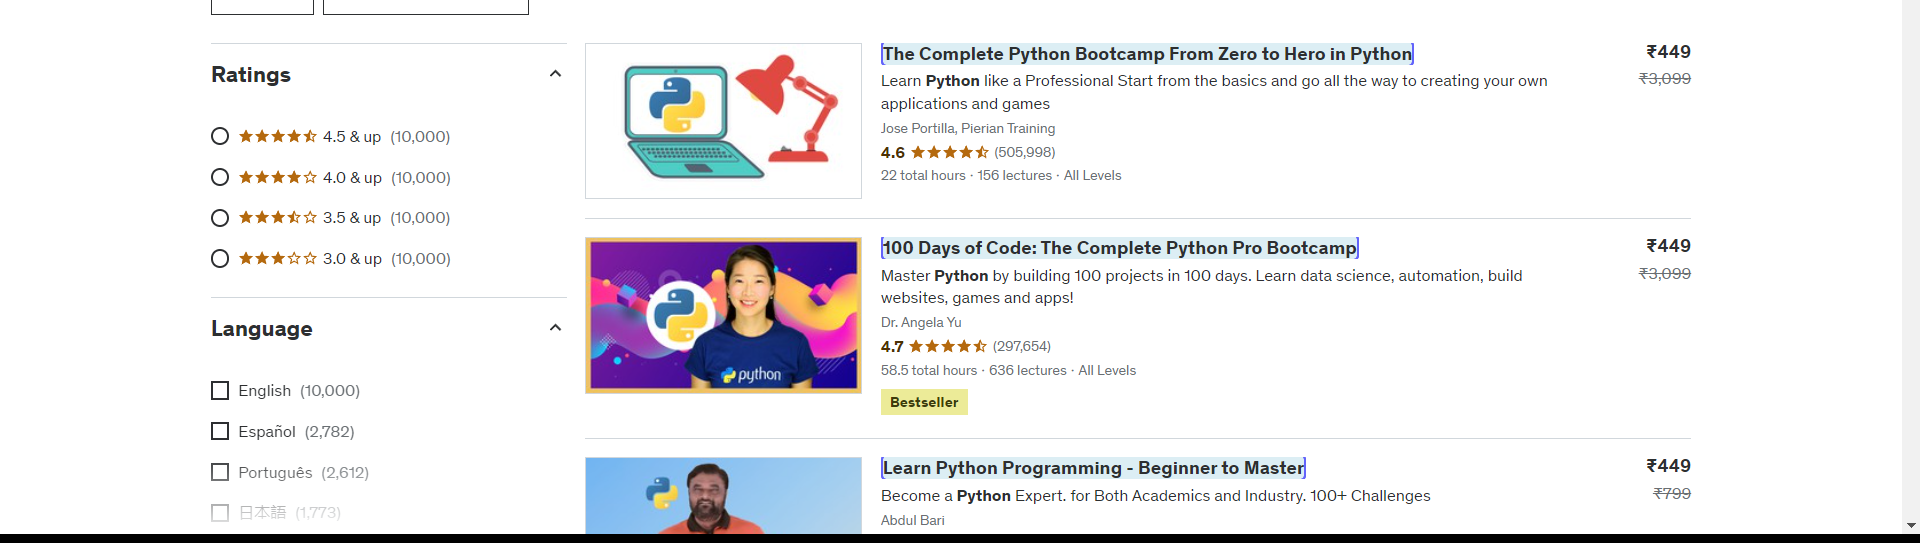 Ratings
4.5 & up (10,000)
4.0 & up (10,000)
3.5 & up (10,000)
3.0 & up (10,000)
Language
English (10,000)
Español (2,782)
Português (2,612)
日本語 (1,773)
The Complete Python Bootcamp From Zero to Hero in Python
₹449
Learn Python like a Professional Start from the basics and go all the way to creating your own
₹3,099
applications and games
Jose Portilla, Pierian Training
4.6 (505,998)
22 total hours · 156 lectures · All Levels
python
100 Days of Code: The Complete Python Pro Bootcamp
₹449
Master Python by building 100 projects in 100 days. Learn data science, automation, build
₹3,099
websites, games and apps!
Dr. Angela Yu
4.7 (297,654)
58.5 total hours · 636 lectures · All Levels
Bestseller
Learn Python Programming - Beginner to Master
₹449
Become a Python Expert. for Both Academics and Industry. 100+ Challenges
₹799
Abdul Bari